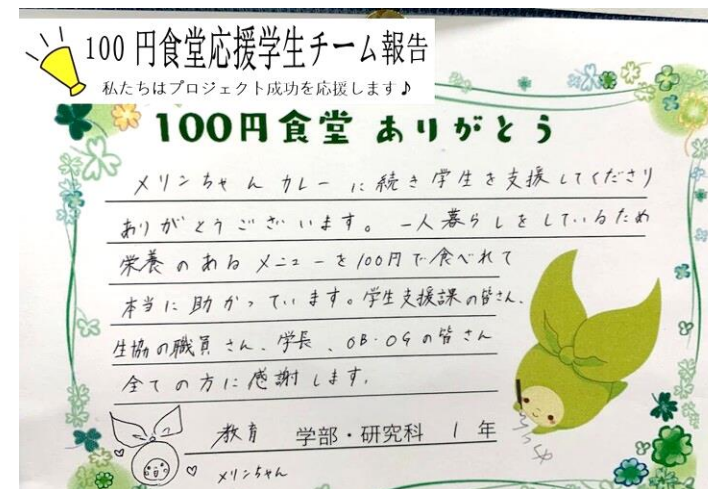 100円食堂応援学生チーム報告
私たちはプロジェクト成功を応援します♪
100円食堂 ありがとう
メリンちゃん カレー に続き学生を支援してくださり
ありがとうございます。一人暮らしをしているため
栄養のあるメニューを100円で食べれて
本当に助かっています。学生支援課の皆さん、
生協の職員さん、学長、OB・OGの皆さん
全ての方に感謝します。
教育 学部・研究科 1年
メリンちゃん